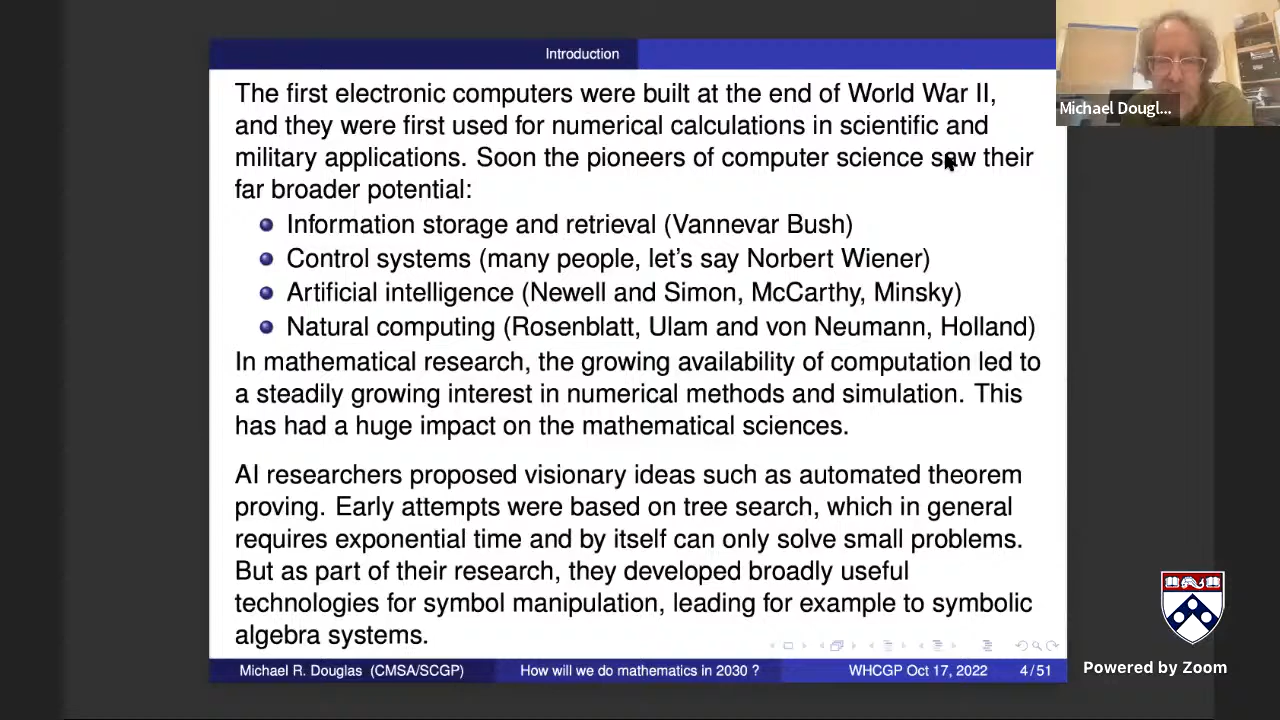 Introduction
The first electronic computers were built at the end of World War II,
and they were first used for numerical calculations in scientific and
military applications. Soon the pioneers of computer science saw their
far broader potential:
Information storage and retrieval (Vannevar Bush)
Control systems (many people, let's say Norbert Wiener)
Artificial intelligence (Newell and Simon, McCarthy, Minsky)
Natural computing (Rosenblatt, Ulam and von Neumann, Holland)
In mathematical research, the growing availability of computation led to
a steadily growing interest in numerical methods and simulation. This
has had a huge impact on the mathematical sciences.
AI researchers proposed visionary ideas such as automated theorem
proving. Early attempts were based on tree search, which in general
requires exponential time and by itself can only solve small problems.
But as part of their research, they developed broadly useful
technologies for symbol manipulation, leading for example to symbolic
algebra systems.
Michael R. Douglas (CMSA/SCGP) How will we do mathematics in 2030 ? WHCGP Oct 17, 2022 4/51
Michael Dougl...
Powered by Zoom